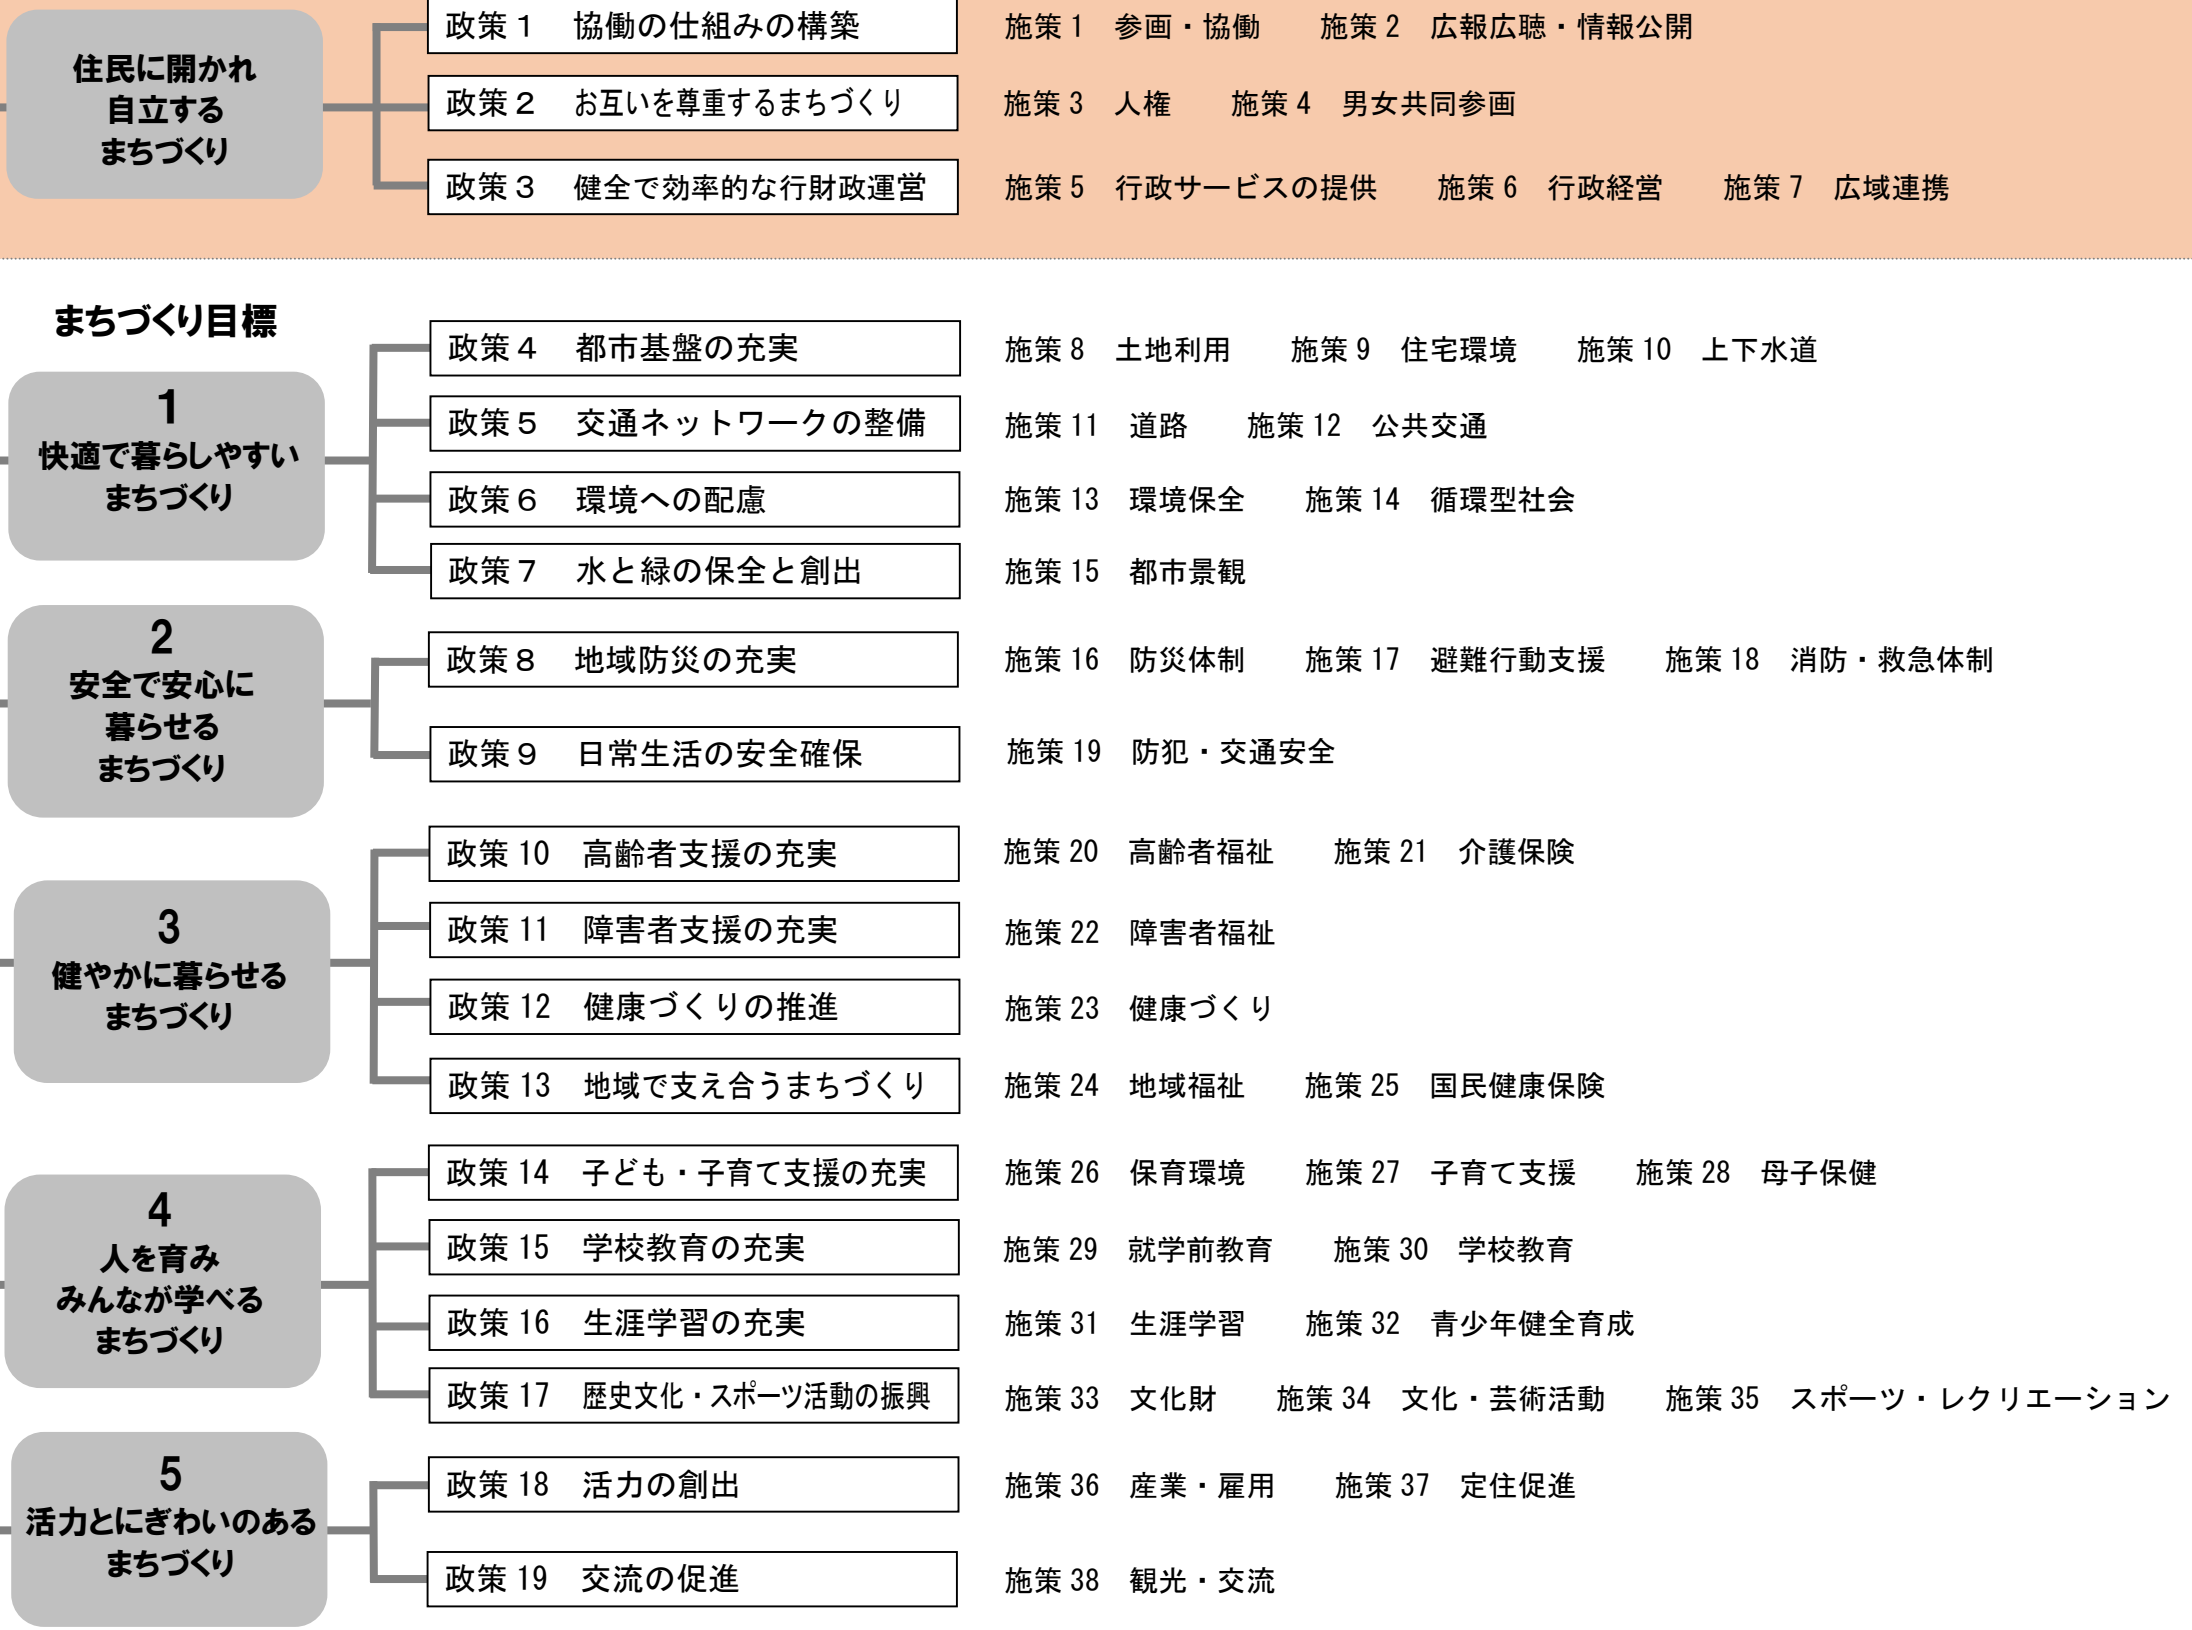 住民に開かれ
自立する
まちづくり
政策１　協働の仕組みの構築　施策 1　参画・協働　施策 2　広報広聴・情報公開
政策２　お互いを尊重するまちづくり　施策 3　人権　施策 4　男女共同参画
政策３　健全で効率的な行財政運営　施策 5　行政サービスの提供　施策 6　行政経営　施策 7　広域連携
まちづくり目標
1
快適で暮らしやすい
まちづくり
政策４　都市基盤の充実　施策 8　土地利用　施策 9　住宅環境　施策 10　上下水道
政策５　交通ネットワークの整備　施策 11　道路　施策 12　公共交通
政策６　環境への配慮　施策 13　環境保全　施策 14　循環型社会
政策７　水と緑の保全と創出　施策 15　都市景観
2
安全で安心に
暮らせる
まちづくり
政策８　地域防災の充実　施策 16　防災体制　施策 17　避難行動支援　施策 18　消防・救急体制
政策９　日常生活の安全確保　施策 19　防犯・交通安全
3
健やかに暮らせる
まちづくり
政策 10　高齢者支援の充実　施策 20　高齢者福祉　施策 21　介護保険
政策 11　障害者支援の充実　施策 22　障害者福祉
政策 12　健康づくりの推進　施策 23　健康づくり
政策 13　地域で支え合うまちづくり　施策 24　地域福祉　施策 25　国民健康保険
4
人を育み
みんなが学べる
まちづくり
政策 14　子ども・子育て支援の充実　施策 26　保育環境　施策 27　子育て支援　施策 28　母子保健
政策 15　学校教育の充実　施策 29　就学前教育　施策 30　学校教育
政策 16　生涯学習の充実　施策 31　生涯学習　施策 32　青少年健全育成
政策 17　歴史文化・スポーツ活動の振興　施策 33　文化財　施策 34　文化・芸術活動　施策 35　スポーツ・レクリエーション
5
活力とにぎわいのある
まちづくり
政策 18　活力の創出　施策 36　産業・雇用　施策 37　定住促進
政策 19　交流の促進　施策 38　観光・交流